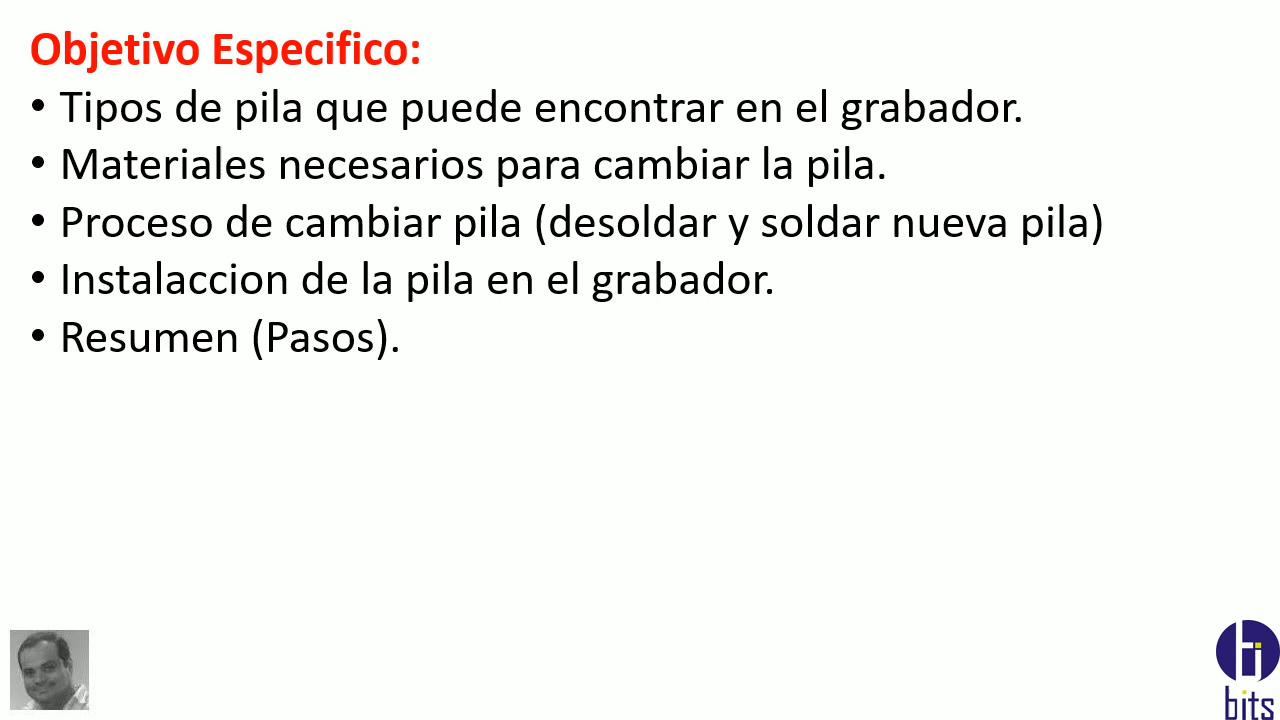 Objetivo Especifico:
• Tipos de pila que puede encontrar en el grabador.
• Materiales necesarios para cambiar la pila.
• Proceso de cambiar pila (desoldar y soldar nueva pila)
• Instalaccion de la pila en el grabador.
• Resumen (Pasos).
bits